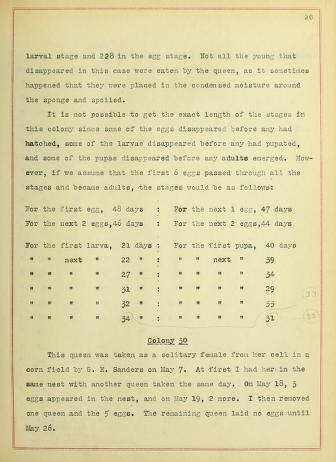 20
larval stage and 228 in the egg stage. Not all the young that
disappeared in this case were eaten by the queen, as it sometimes
happened that they were placed in the condensed moisture around
the sponge and spoiled.
It is not possible to get the exact length of the stages in
this colony since some of the eggs disappeared before any had
hatched, some of the larvae disappeared before any had pupated,
and some of the pupae disappeared before any adults emerged. How-
ever, if we assume that the first 6 eggs passed through all the
stages and became adults, the stages would be as follows:
For the first egg, 48 days : For the next 1 egg, 47 days
For the next 2 eggs,46 days : For the next 2 eggs,44 days
For the first larva, 21 days : For the first pupa, 40 days
" " next " 22 " : " " next " 39
" " " " 27 " : " " " " 34
" " " " 31 " : " " " " 29
" " " " 32 " : " " " " 33
" " " " 34 " : " " " " 31
Colony 30
This queen was taken as a solitary female from her cell in a
corn field by G. E. Sanders on May 7. At first I had her in the
same nest with another queen taken the same day. On May 18, 3
eggs appeared in the nest, and on May 19, 2 more. I then removed
one queen and the 5 eggs. The remaining queen laid no eggs until
May 26.